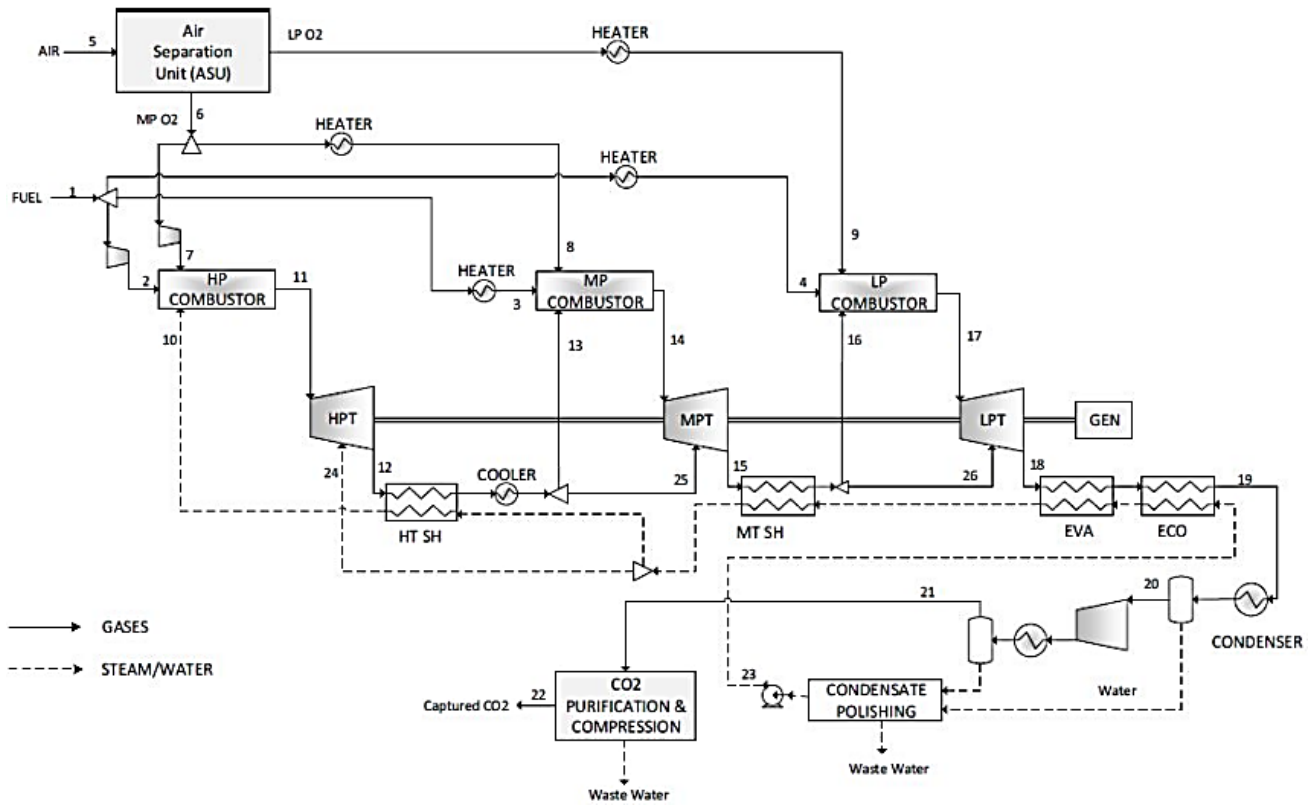 Air
Separation
Unit (ASU)
AIR
5
LP O2
HEATER
MP O2
6
HEATER
HEATER
FUEL
1
7
2
HP
COMBUSTOR
11
HEATER
3
8
MP
COMBUSTOR
9
4
LP
COMBUSTOR
10
13
14
16
17
HPT
MPT
LPT
GEN
24
12
COOLER
25
15
26
18
19
HT SH
MT SH
EVA
ECO
21
20
CONDENSER
GASES
STEAM/WATER
23
Water
Captured CO2
22
CO2
PURIFICATION &
COMPRESSION
CONDENSATE
POLISHING
Waste Water
Waste Water